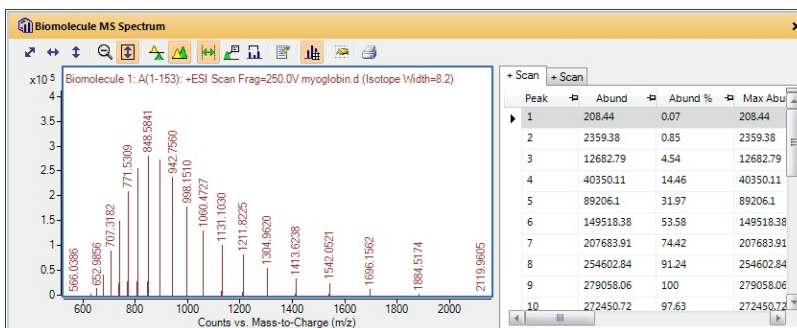 Biomolecule MS Spectrum
x10 5
Biomolecule 1: A(1-153): +ESI Scan Frag=250.0V myoglobin.d (Isotope Width=8.2)
4
3.5
3
2.5
2
1.5
1
0.5
0
566.0386
652.9856
707.3182
771.5309
848.5841
942.7560
998.1510
1060.4727
1131.1030
1211.8225
1304.9620
1413.6238
1542.0521
1696.1562
1884.5174
2119.9605
600 800 1000 1200 1400 1600 1800 2000
Counts vs. Mass-to-Charge (m/z)
+ Scan + Scan
Peak Abund Abund % Max Abu
1 208.44 0.07 208.44
2 2359.38 0.85 2359.38
3 12682.79 4.54 12682.79
4 40350.11 14.46 40350.11
5 89206.1 31.97 89206.1
6 149518.38 53.58 149518.38
7 207683.91 74.42 207683.91
8 254602.84 91.24 254602.84
9 279058.06 100 279058.06
10 272450.72 97.63 272450.72